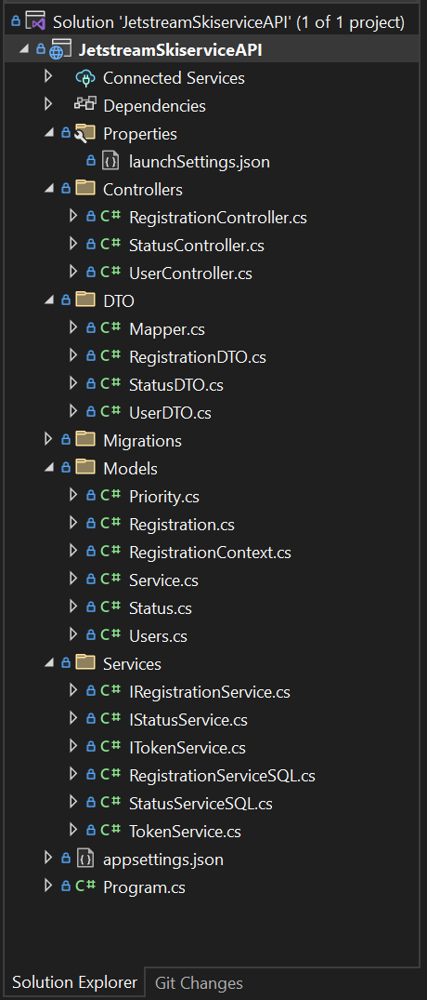 Solution 'JetstreamSkiserviceAPI' (1 of 1 project)
JetstreamSkiserviceAPI
Connected Services
Dependencies
Properties
launchSettings.json
Controllers
C# RegistrationController.cs
C# StatusController.cs
C# UserController.cs
DTO
C# Mapper.cs
C# RegistrationDTO.cs
C# StatusDTO.cs
C# UserDTO.cs
Migrations
Models
C# Priority.cs
C# Registration.cs
C# RegistrationContext.cs
C# Service.cs
C# Status.cs
C# Users.cs
Services
C# IRegistrationService.cs
C# IStatusService.cs
C# ITokenService.cs
C# RegistrationServiceSQL.cs
C# StatusServiceSQL.cs
C# TokenService.cs
appsettings.json
C# Program.cs
Solution Explorer Git Changes